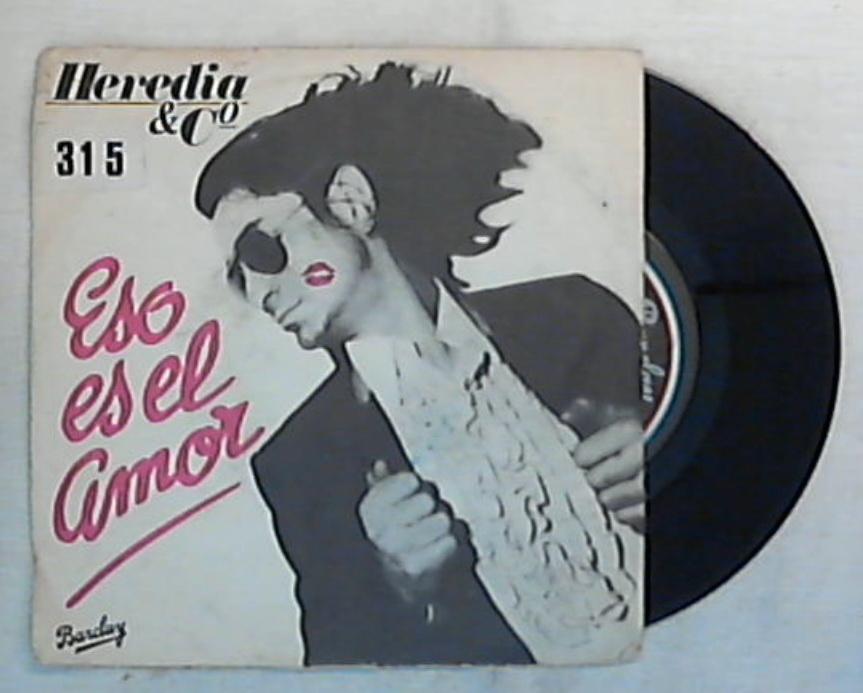 Heredia
& Co
315
Eso
es el
amor
Barclay